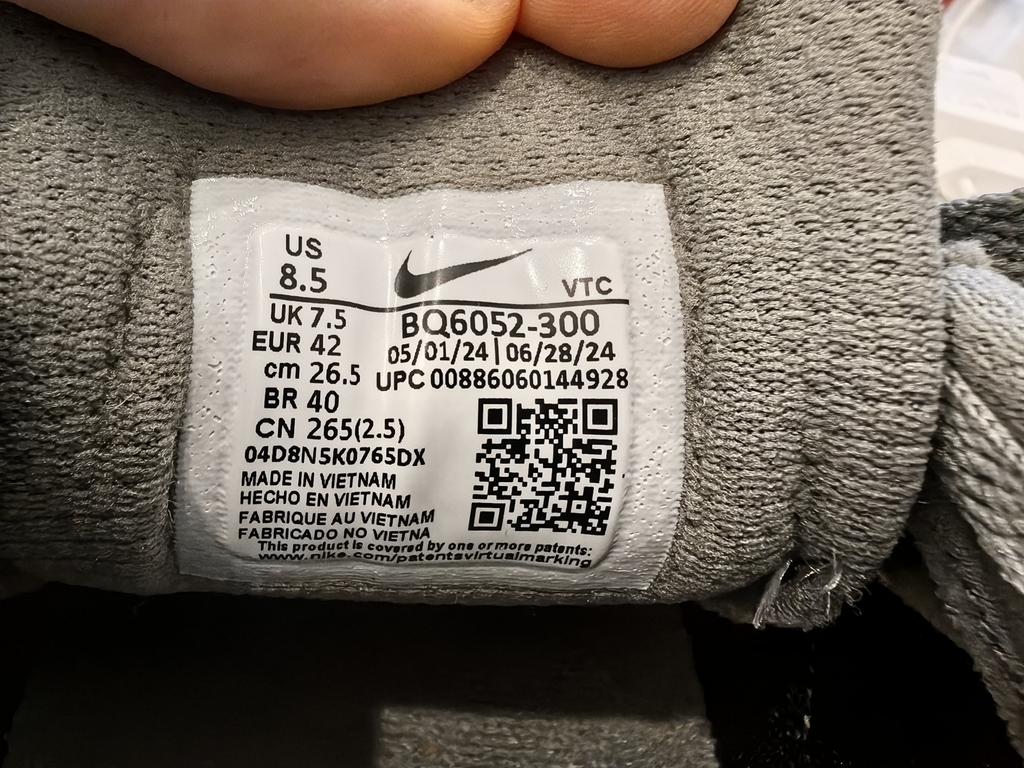 US
8.5
VTC
UK 7.5
BQ6052-300
EUR 42
05/01/24 | 06/28/24
cm 26.5
UPC 00886060144928
BR 40
CN 265(2.5)
04D8N5K0765DX
MADE IN VIETNAM
HECHO EN VIETNAM
FABRIQUE AU VIETNAM
FABRICADO NO VIETNA
This product is covered by one or more patents:
www.nike.com/patentsvirtualmarking